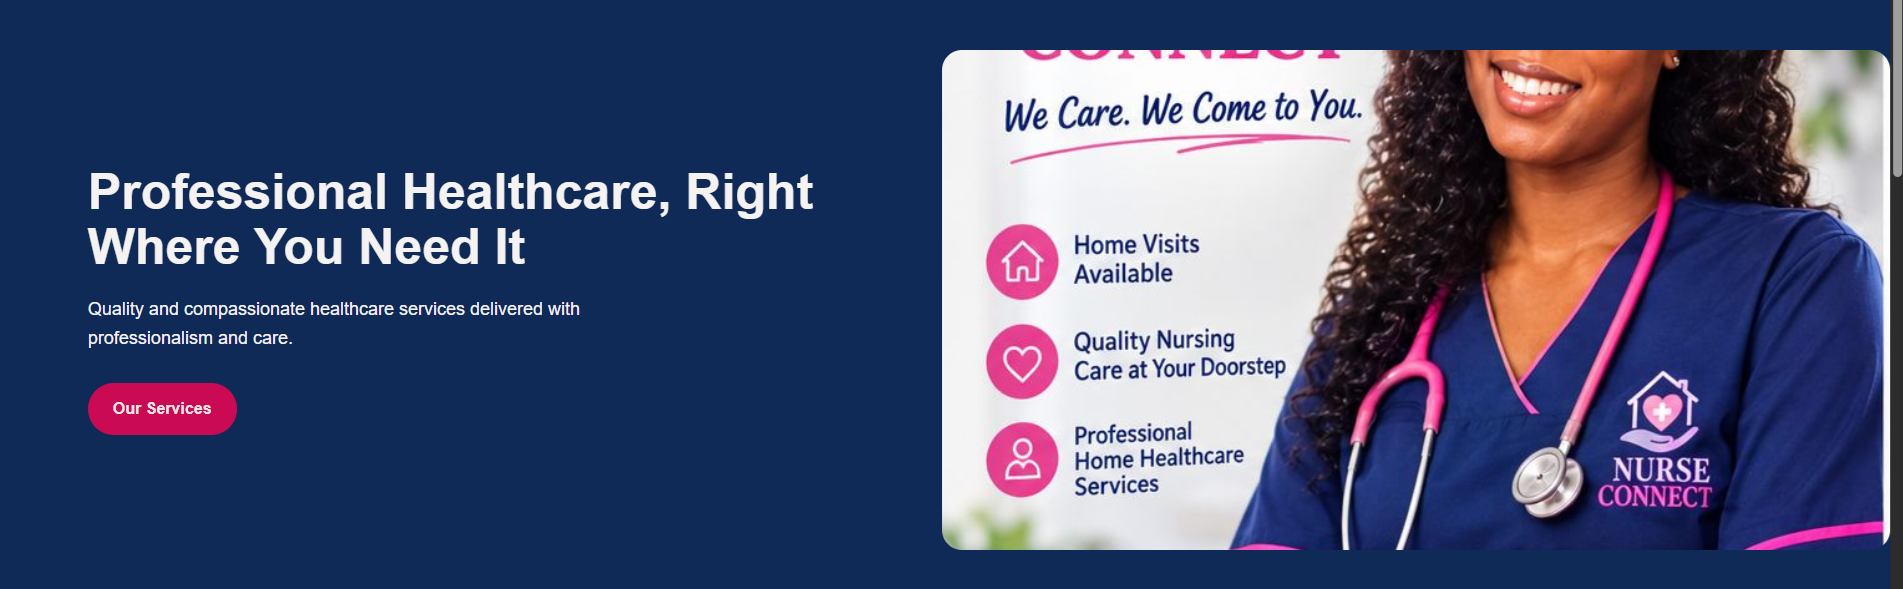 Professional Healthcare, Right
Where You Need It
Quality and compassionate healthcare services delivered with
professionalism and care.
Our Services
CONNECT
We Care. We Come to You.
Home Visits
Available
Quality Nursing
Care at Your Doorstep
Professional
Home Healthcare
Services
NURSE
CONNECT